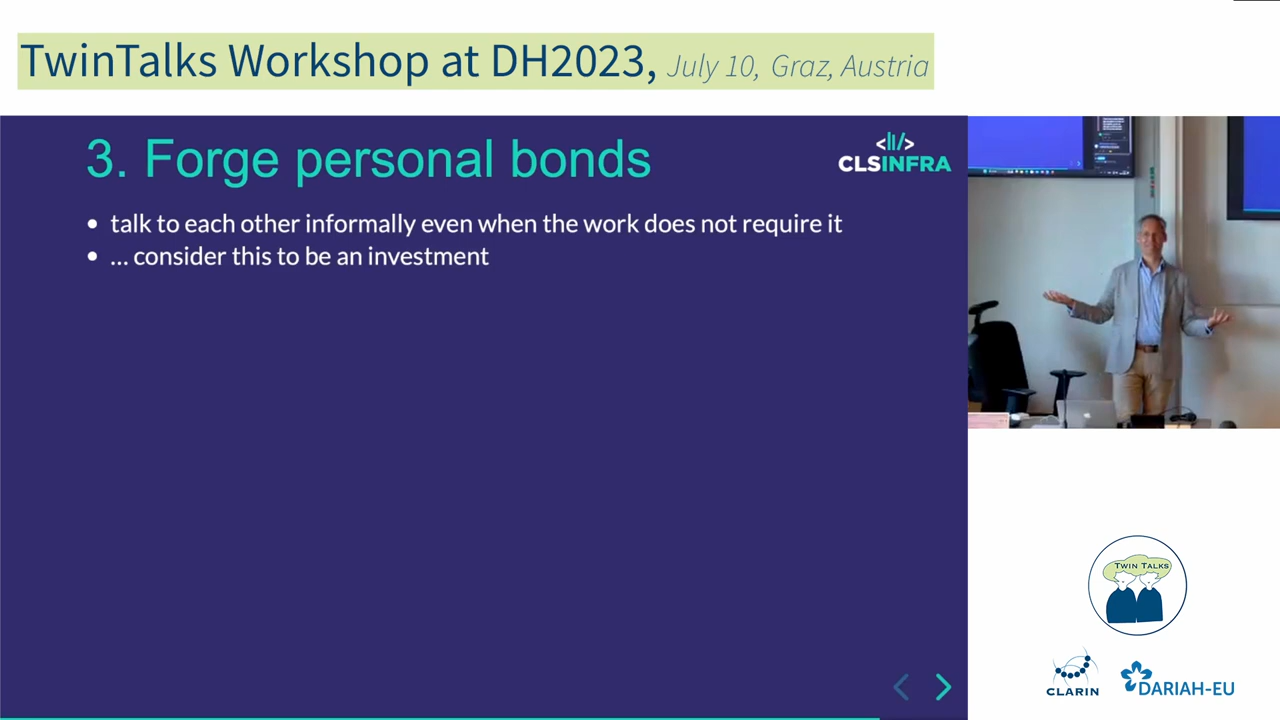 TwinTalks Workshop at DH2023, July 10, Graz, Austria
3. Forge personal bonds
CLSINFRA
• talk to each other informally even when the work does not require it
• ... consider this to be an investment
TWIN TALKS
CLARIN
DARIAH-EU